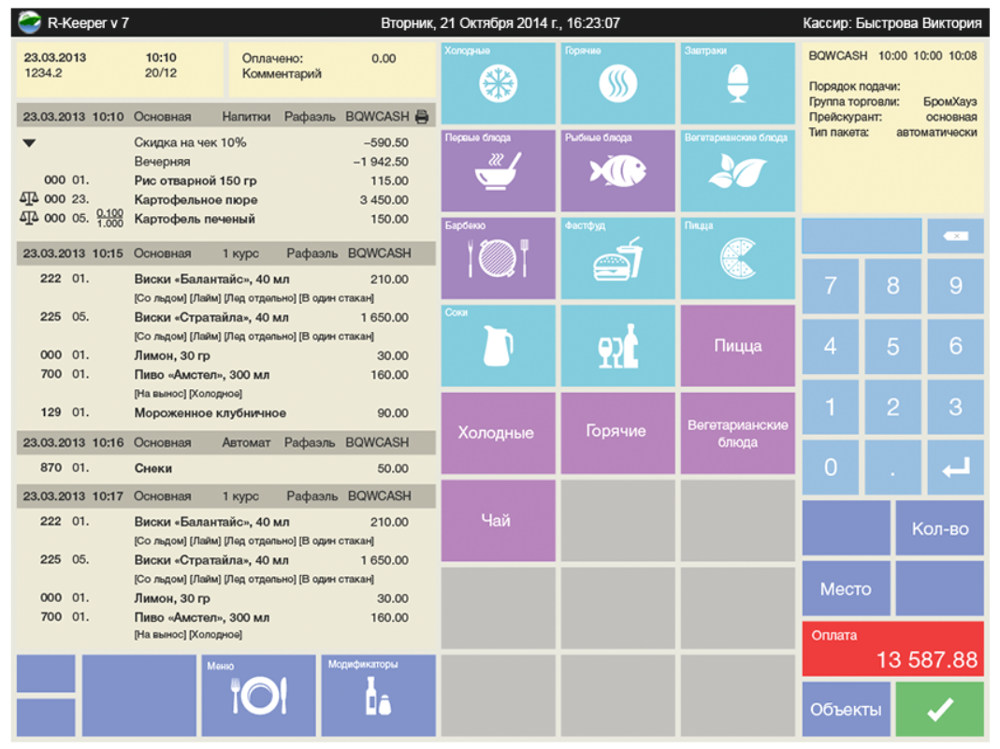 R-Keeper v 7 Вторник, 21 Октября 2014 г., 16:23:07 Кассир: Быстрова Виктория
23.03.2013 10:10
1234.2 20/12
Оплачено: 0.00
Комментарий
23.03.2013 10:10 Основная Напитки Рафаэль BQWCASH
Скидка на чек 10% –590.50
Вечерняя –1 942.50
000 01. Рис отварной 150 гр 115.00
000 23. Картофельное пюре 3 450.00
000 05. 0.100 Картофель печеный 150.00
1.000
23.03.2013 10:15 Основная 1 курс Рафаэль BQWCASH
222 01. Виски «Балантайс», 40 мл 210.00
[Со льдом] [Лайм] [Лед отдельно] [В один стакан]
225 05. Виски «Стратайла», 40 мл 1 650.00
[Со льдом] [Лайм] [Лед отдельно] [В один стакан]
000 01. Лимон, 30 гр 30.00
700 01. Пиво «Амстел», 300 мл 160.00
[На вынос] [Холодное]
129 01. Мороженное клубничное 90.00
23.03.2013 10:16 Основная Автомат Рафаэль BQWCASH
870 01. Снеки 50.00
23.03.2013 10:17 Основная 1 курс Рафаэль BQWCASH
222 01. Виски «Балантайс», 40 мл 210.00
[Со льдом] [Лайм] [Лед отдельно] [В один стакан]
225 05. Виски «Стратайла», 40 мл 1 650.00
[Со льдом] [Лайм] [Лед отдельно] [В один стакан]
000 01. Лимон, 30 гр 30.00
700 01. Пиво «Амстел», 300 мл 160.00
[На вынос] [Холодное]
Меню
Модификаторы
Холодные
Горячие
Завтраки
Первые блюда
Рыбные блюда
Вегетарианские блюда
Барбекю
Фастфуд
Пицца
Соки
Пицца
Холодные
Горячие
Вегетарианские
блюда
Чай
BQWCASH 10:00 10:00 10:08
Порядок подачи:
Группа торговли: БромХауз
Прейскурант: основная
Тип пакета: автоматически
7 8 9
4 5 6
1 2 3
0 .
Кол-во
Место
Оплата
13 587.88
Объекты